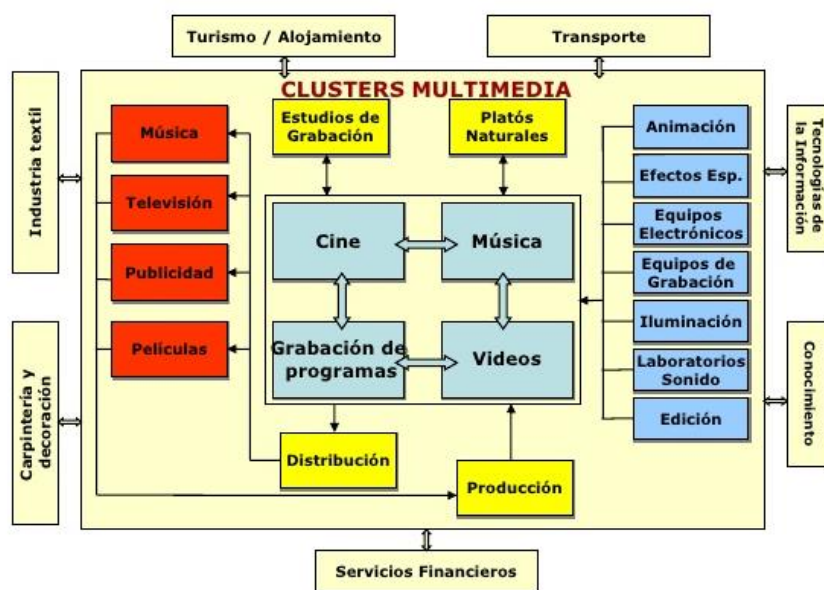 Turismo / Alojamiento
Transporte
CLUSTERS MULTIMEDIA
Industria textil
Carpintería y
decoración
Música
Televisión
Publicidad
Películas
Estudios de
Grabación
Platós
Naturales
Cine
Música
Grabación de
programas
Videos
Distribución
Producción
Animación
Efectos Esp.
Equipos
Electrónicos
Equipos de
Grabación
Iluminación
Laboratorios
Sonido
Edición
Tecnologías de
la Información
Conocimiento
Servicios Financieros